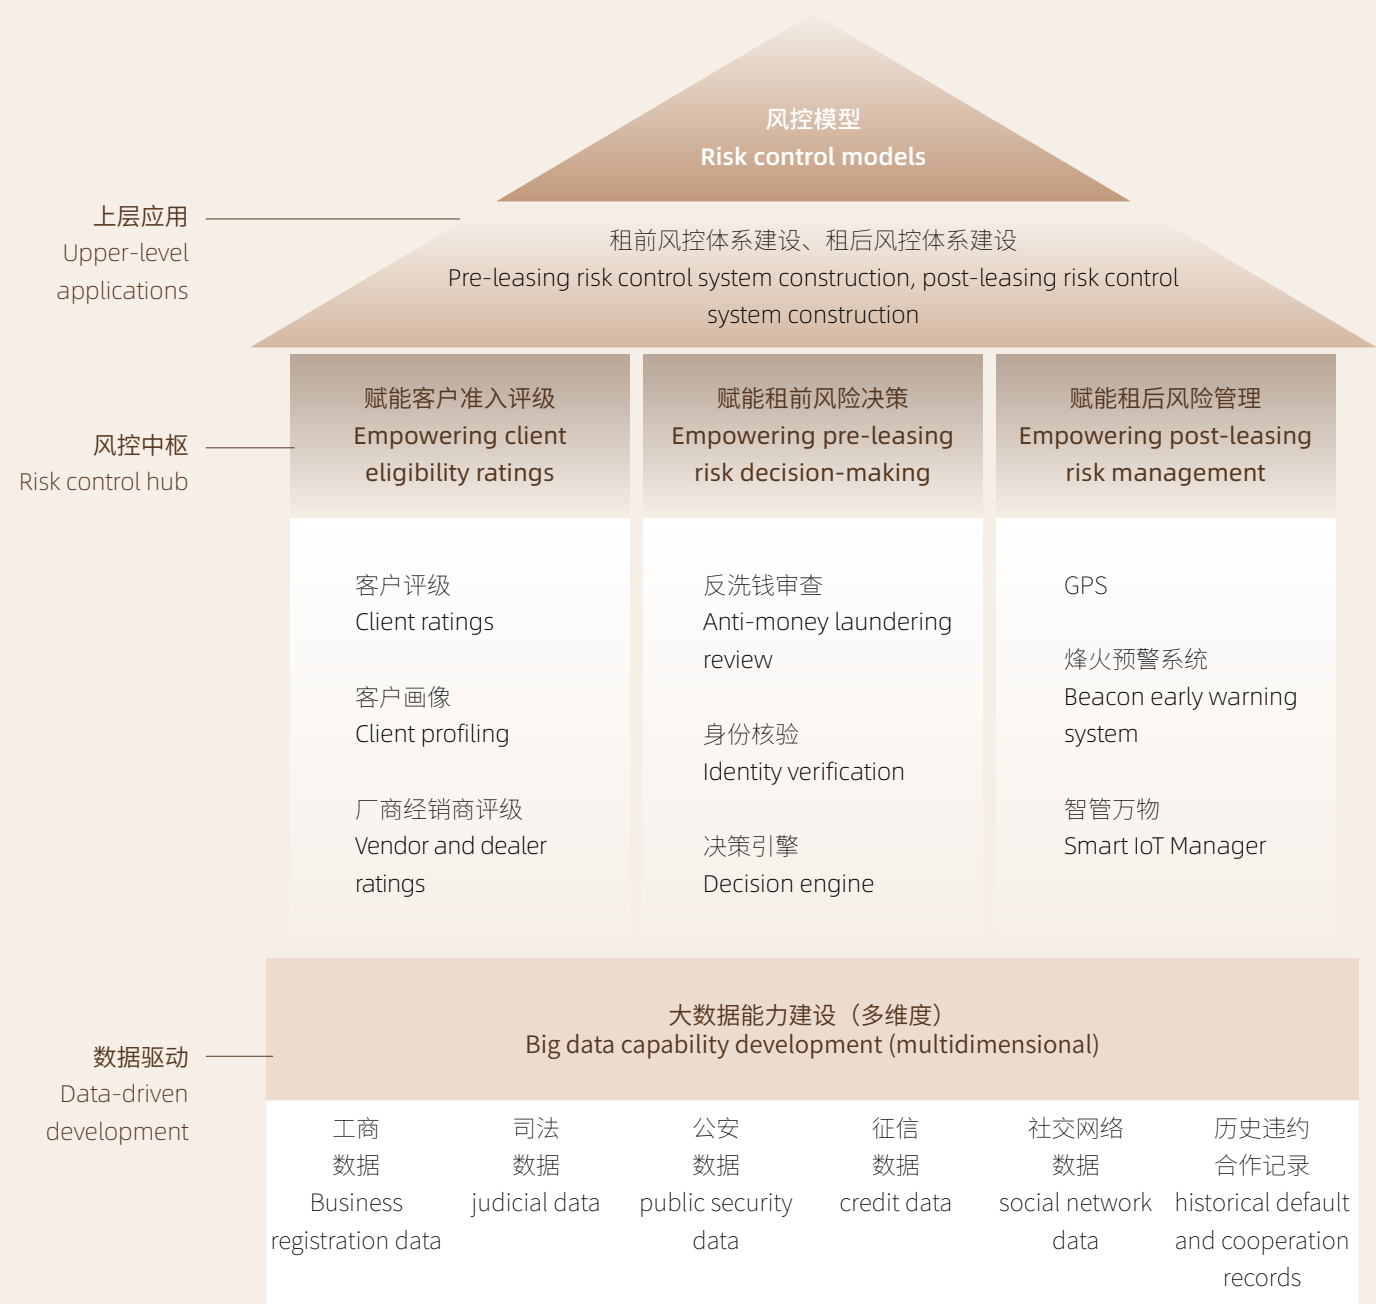 风控模型
Risk control models
上层应用
Upper-level
applications
租前风控体系建设、租后风控体系建设
Pre-leasing risk control system construction, post-leasing risk control
system construction
风控中枢
Risk control hub
赋能客户准入评级
Empowering client
eligibility ratings
客户评级
Client ratings
客户画像
Client profiling
厂商经销商评级
Vendor and dealer
ratings
赋能租前风险决策
Empowering pre-leasing
risk decision-making
反洗钱审查
Anti-money laundering
review
身份核验
Identity verification
决策引擎
Decision engine
赋能租后风险管理
Empowering post-leasing
risk management
GPS
烽火预警系统
Beacon early warning
system
智管万物
Smart IoT Manager
数据驱动
Data-driven
development
大数据能力建设（多维度）
Big data capability development (multidimensional)
工商
数据
Business
registration data
司法
数据
judicial data
公安
数据
public security
data
征信
数据
credit data
社交网络
数据
social network
data
历史违约
合作记录
historical default
and cooperation
records